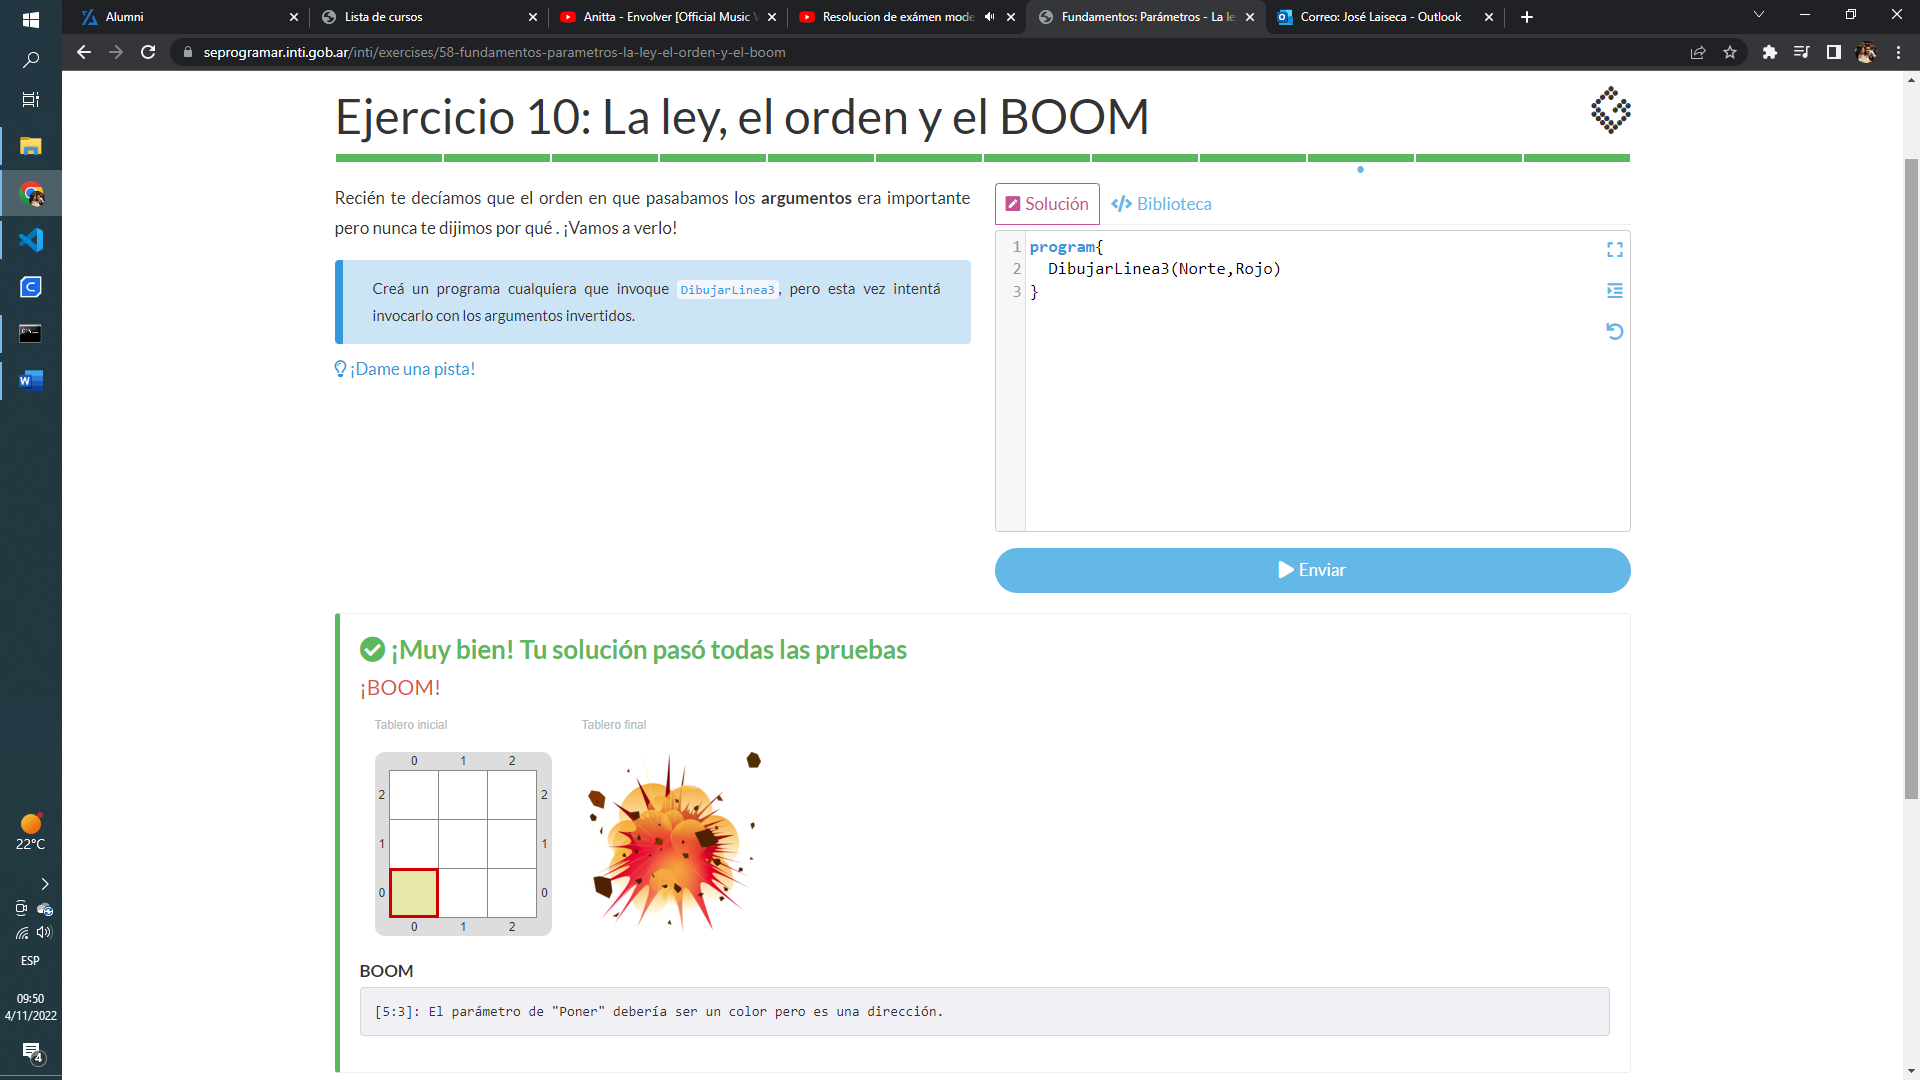 Alumni
Lista de cursos
Anitta - Envolver [Official Music V
Resolucion de exámen mode
Fundamentos: Parámetros - La le
Correo: José Laiseca - Outlook
seprogramar.inti.gob.ar/inti/exercises/58-fundamentos-parametros-la-ley-el-orden-y-el-boom
Ejercicio 10: La ley, el orden y el BOOM
Recién te decíamos que el orden en que pasabamos los argumentos era importante
pero nunca te dijimos por qué . ¡Vamos a verlo!
Creá un programa cualquiera que invoque DibujarLinea3, pero esta vez intentá
invocarlo con los argumentos invertidos.
¡Dame una pista!
Solución
</> Biblioteca
1 program{
2 DibujarLinea3(Norte,Rojo)
3 }
Enviar
¡Muy bien! Tu solución pasó todas las pruebas
¡BOOM!
Tablero inicial
Tablero final
0 1 2
2 2
1 1
0 0
0 1 2
BOOM
[5:3]: El parámetro de "Poner" debería ser un color pero es una dirección.
22°C
ESP
09:50
4/11/2022
4